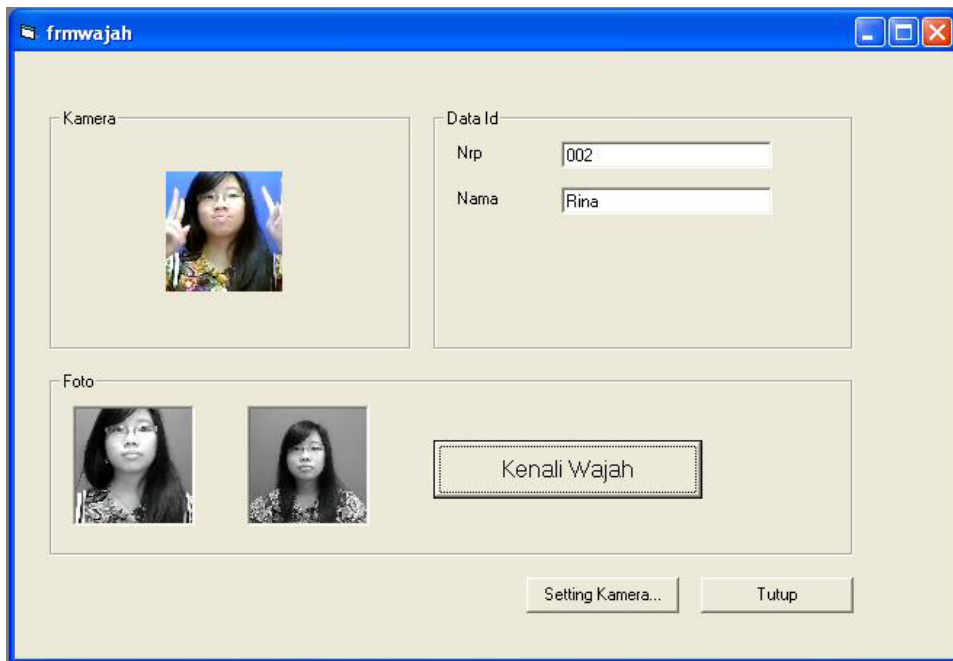 frmwajah
Kamera
Data Id
Nrp
002
Nama
Rina
Foto
Kenali Wajah
Setting Kamera...
Tutup